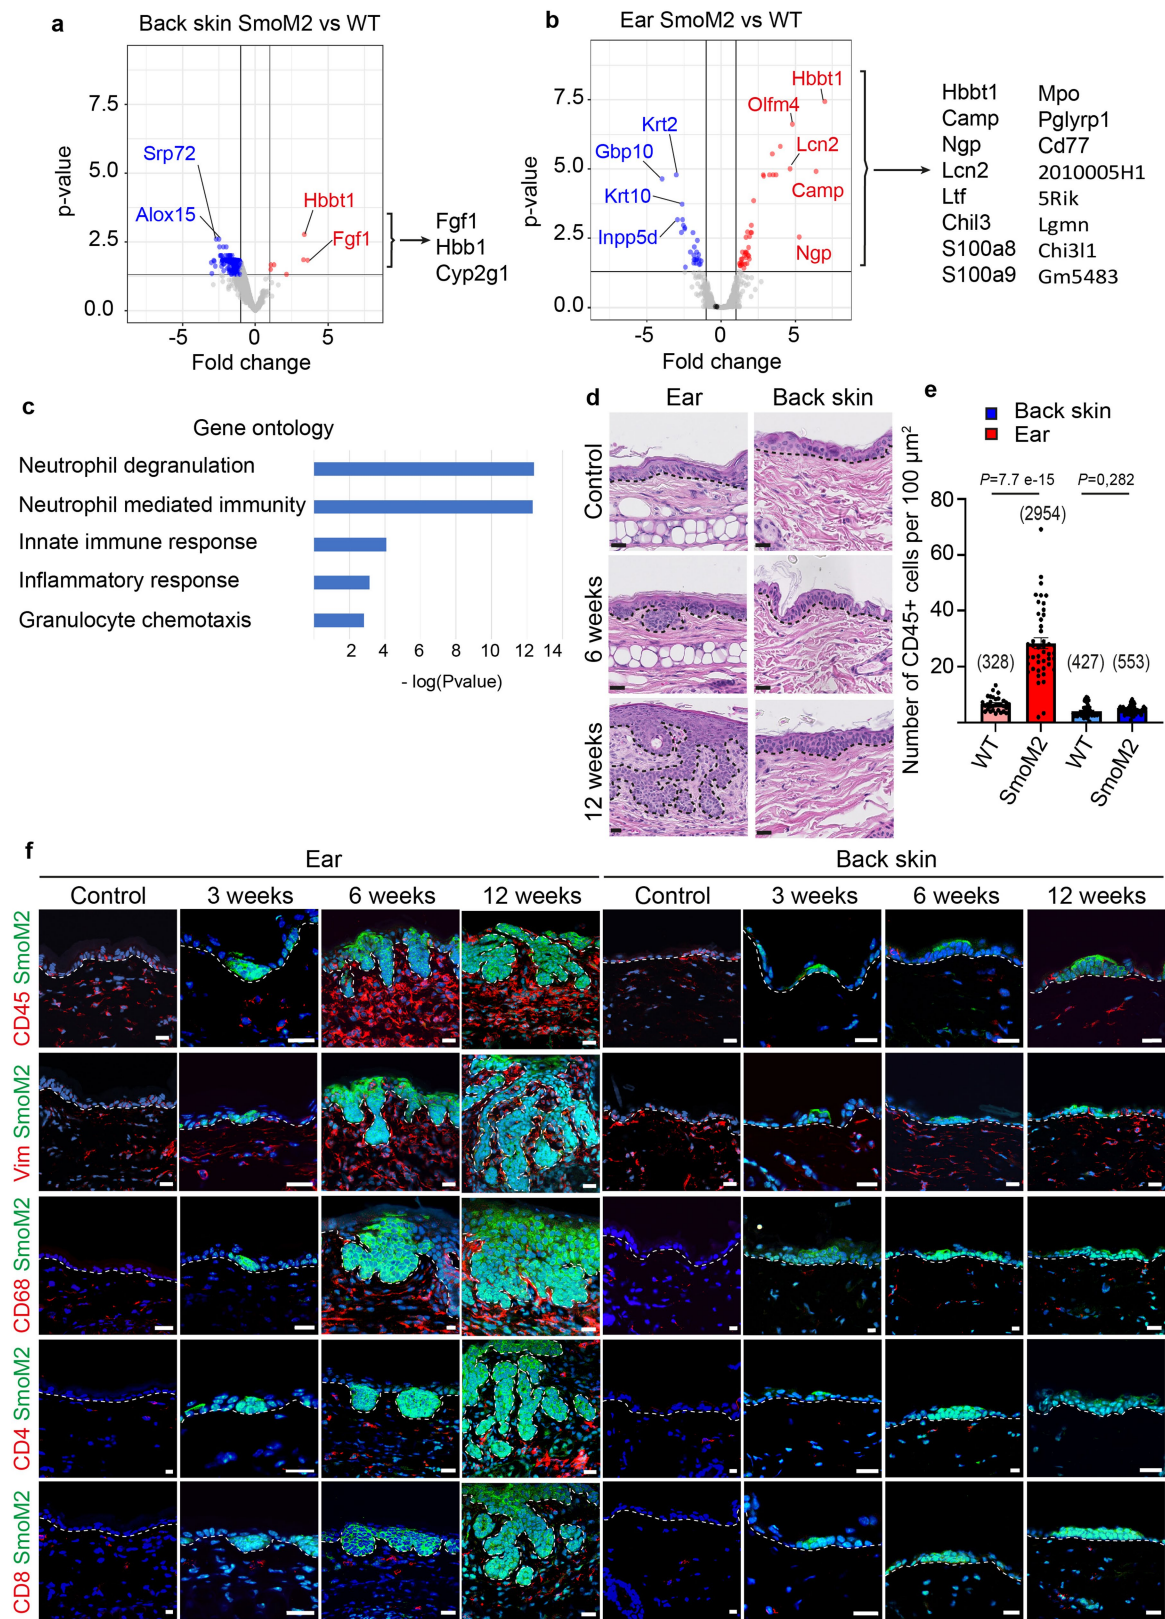 a
Back skin SmoM2 vs WT
p-value
7.5
5.0
2.5
0.0
Srp72
Alox15
Hbbt1
Fgf1
-5
0
5
Fold change
Fgf1
Hbb1
Cyp2g1
b
Ear SmoM2 vs WT
p-value
7.5
5.0
2.5
0.0
Hbbt1
Olfm4
Krt2
Gbp10
Lcn2
Camp
Krt10
Inpp5d
Ngp
-5
0
5
Fold change
Hbbt1
Camp
Ngp
Lcn2
Ltf
Chil3
S100a8
S100a9
Mpo
Pglyrp1
Cd77
2010005H1
5Rik
Lgmn
Chi3l1
Gm5483
c
Gene ontology
Neutrophil degranulation
Neutrophil mediated immunity
Innate immune response
Inflammatory response
Granulocyte chemotaxis
2 4 6 8 10 12 14
- log(Pvalue)
d
Ear Back skin
Control
6 weeks
12 weeks
e
Back skin
Ear
Number of CD45+ cells per 100 µm²
P=7.7 e-15 P=0,282
80
60
40
20
(2954)
(328) (427) (553)
WT SmoM2 WT SmoM2
f
Ear Back skin
Control 3 weeks 6 weeks 12 weeks Control 3 weeks 6 weeks 12 weeks
CD45 SmoM2
Vim SmoM2
CD68 SmoM2
CD4 SmoM2
CD8 SmoM2